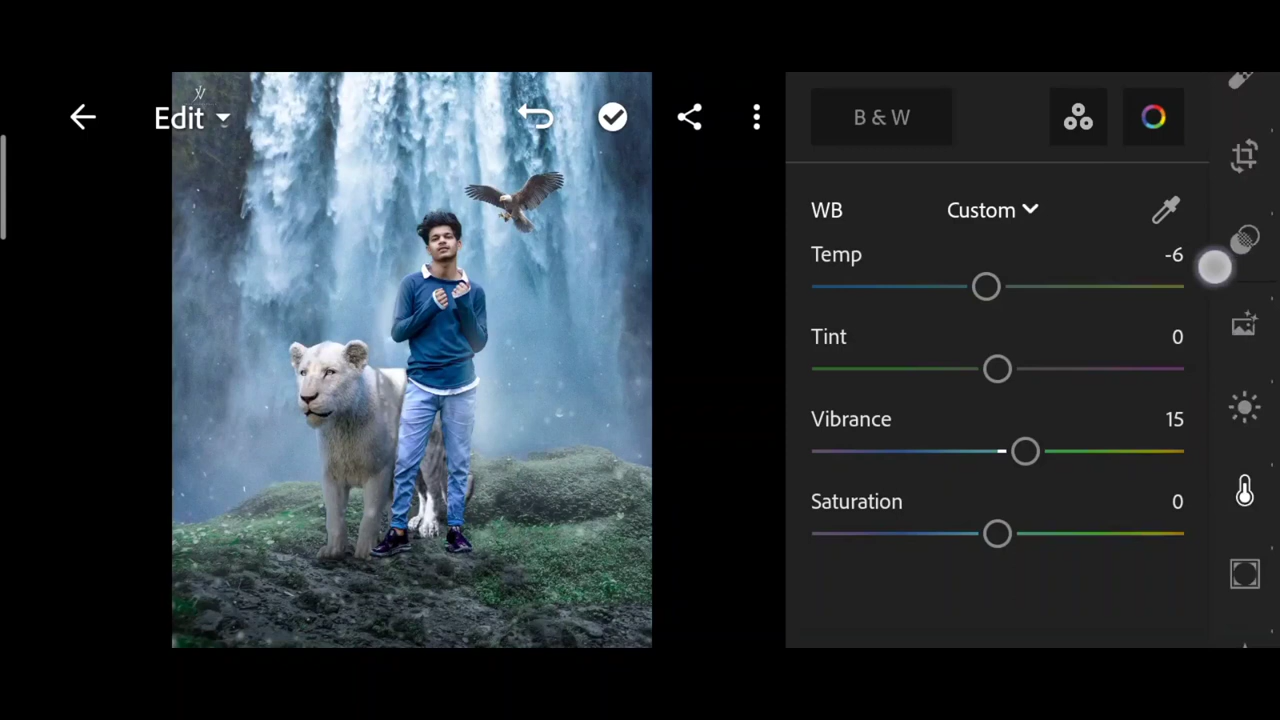 Edit
B & W
WB Custom
Temp -6
Tint 0
Vibrance 15
Saturation 0